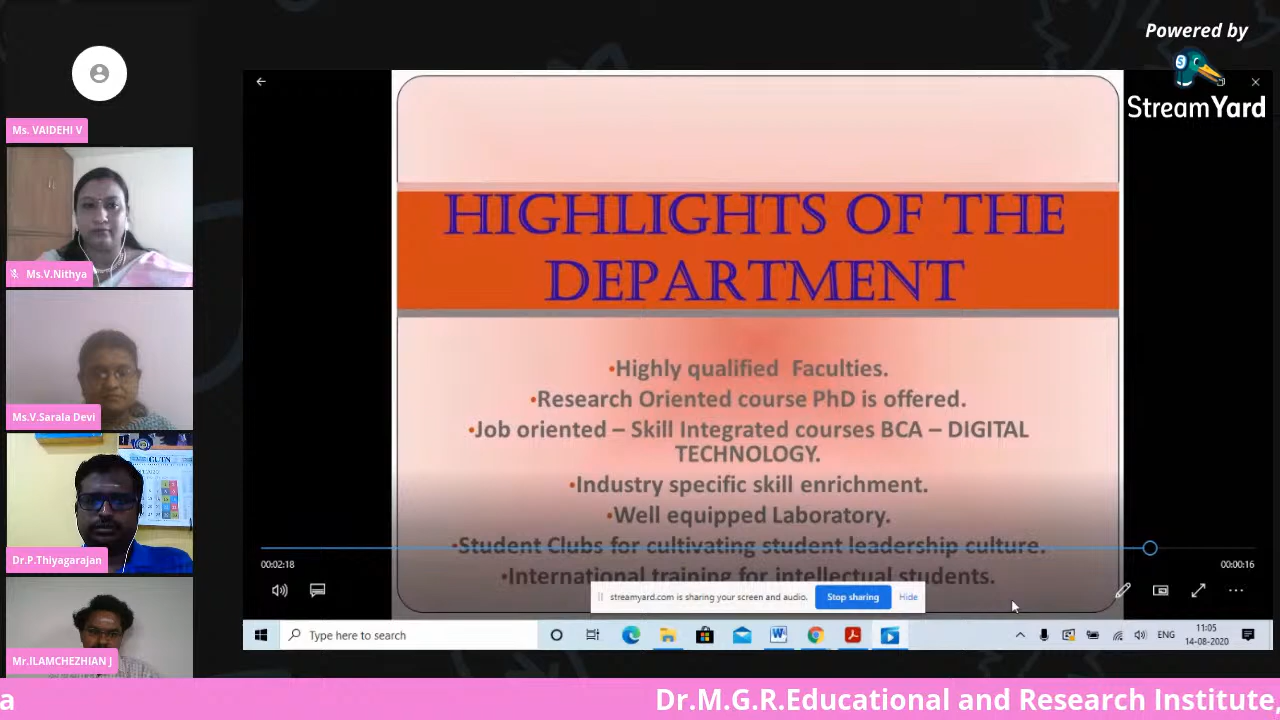 Powered by
StreamYard
Ms. VAIDEHI V
Ms.V.Nithya
Ms.V.Sarala Devi
CUTN
Dr.P.Thiyagarajan
Mr.ILAMCHEZHIAN J
HIGHLIGHTS OF THE
DEPARTMENT
•Highly qualified Faculties.
•Research Oriented course PhD is offered.
•Job oriented – Skill Integrated courses BCA – DIGITAL
TECHNOLOGY.
•Industry specific skill enrichment.
•Well equipped Laboratory.
•Student Clubs for cultivating student leadership culture.
•International training for intellectual students.
00:02:18
00:00:16
streamyard.com is sharing your screen and audio.
Stop sharing
Hide
Type here to search
ENG
11:05
14-08-2020
a
Dr.M.G.R.Educational and Research Institute,